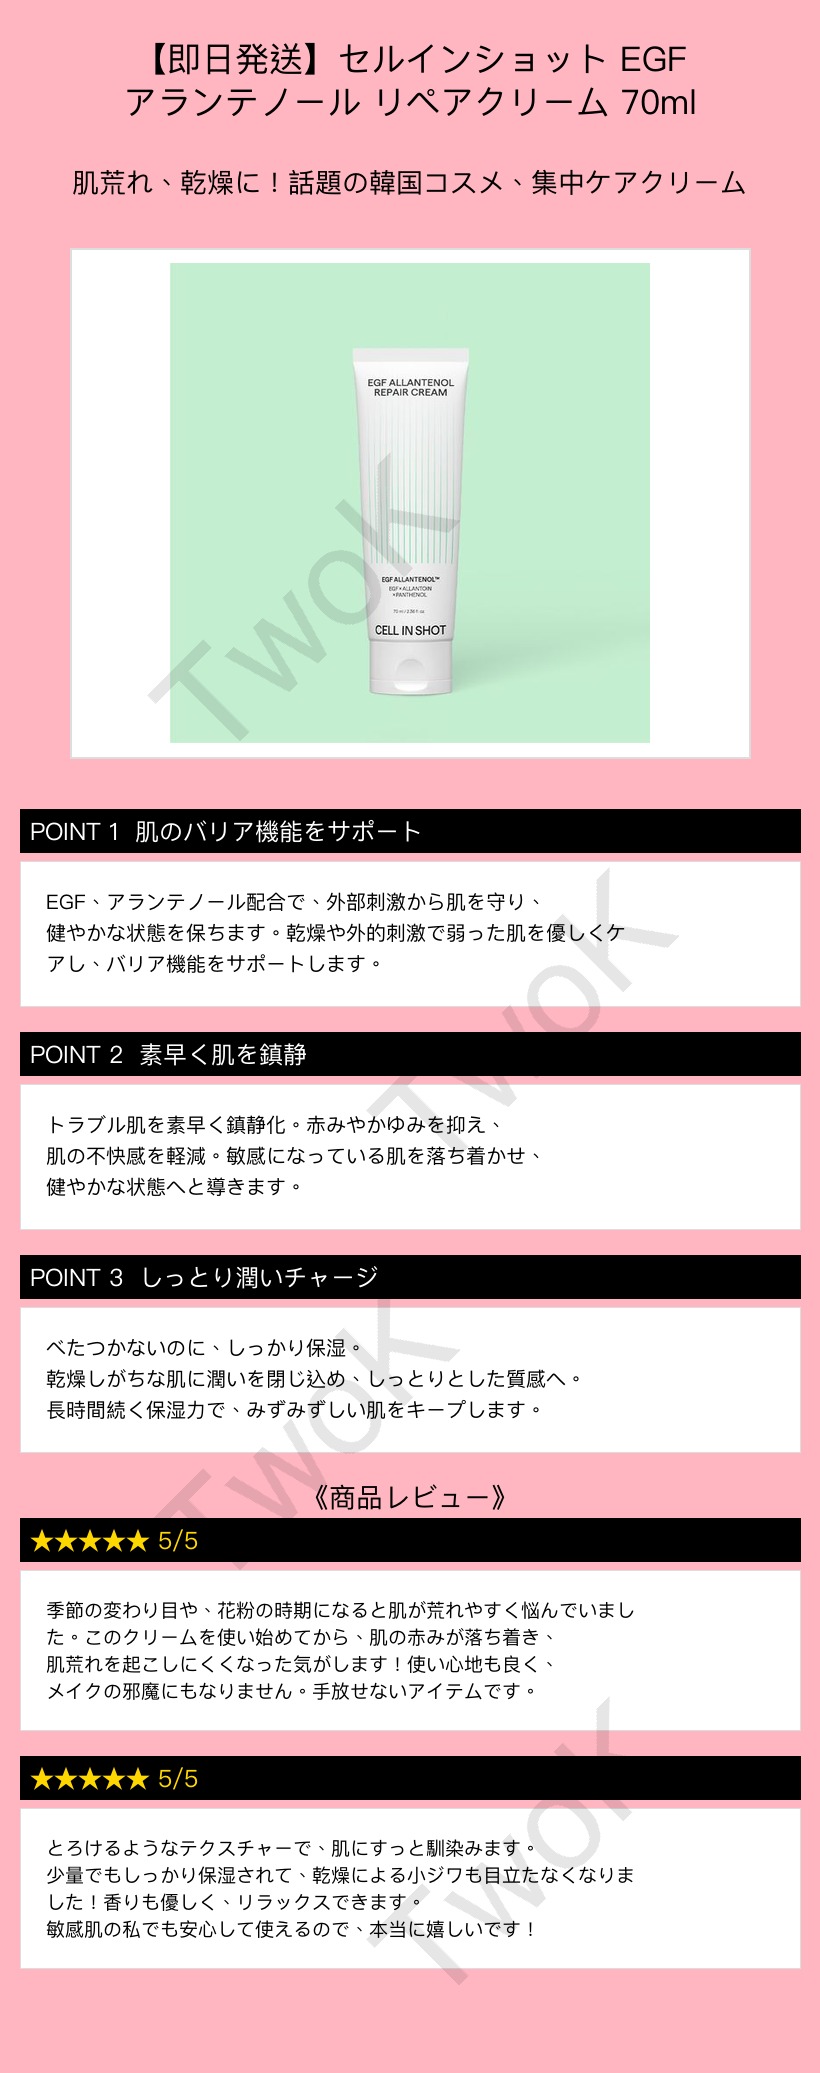 【即日発送】セルインショット EGF
アランテノール リペアクリーム 70ml
肌荒れ、乾燥に！話題の韓国コスメ、集中ケアクリーム
EGF ALLANTENOL
REPAIR CREAM
EGF ALLANTENOL™
EGF+ALLANTOIN
+PANTHENOL
70 ml / 2.36 fl. oz
CELL IN SHOT
TwoK
POINT 1 肌のバリア機能をサポート
EGF、アランテノール配合で、外部刺激から肌を守り、
健やかな状態を保ちます。乾燥や外的刺激で弱った肌を優しくケ
アし、バリア機能をサポートします。
TwoK
POINT 2 素早く肌を鎮静
トラブル肌を素早く鎮静化。赤みやかゆみを抑え、
肌の不快感を軽減。敏感になっている肌を落ち着かせ、
健やかな状態へと導きます。
POINT 3 しっとり潤いチャージ
べたつかないのに、しっかり保湿。
乾燥しがちな肌に潤いを閉じ込め、しっとりとした質感へ。
長時間続く保湿力で、みずみずしい肌をキープします。
TwoK
《商品レビュー》
★★★★★ 5/5
季節の変わり目や、花粉の時期になると肌が荒れやすく悩んでいまし
た。このクリームを使い始めてから、肌の赤みが落ち着き、
肌荒れを起こしにくくなった気がします！使い心地も良く、
メイクの邪魔にもなりません。手放せないアイテムです。
★★★★★ 5/5
とろけるようなテクスチャーで、肌にすっと馴染みます。
少量でもしっかり保湿されて、乾燥による小ジワも目立たなくなりま
した！香りも優しく、リラックスできます。
敏感肌の私でも安心して使えるので、本当に嬉しいです！
TwoK